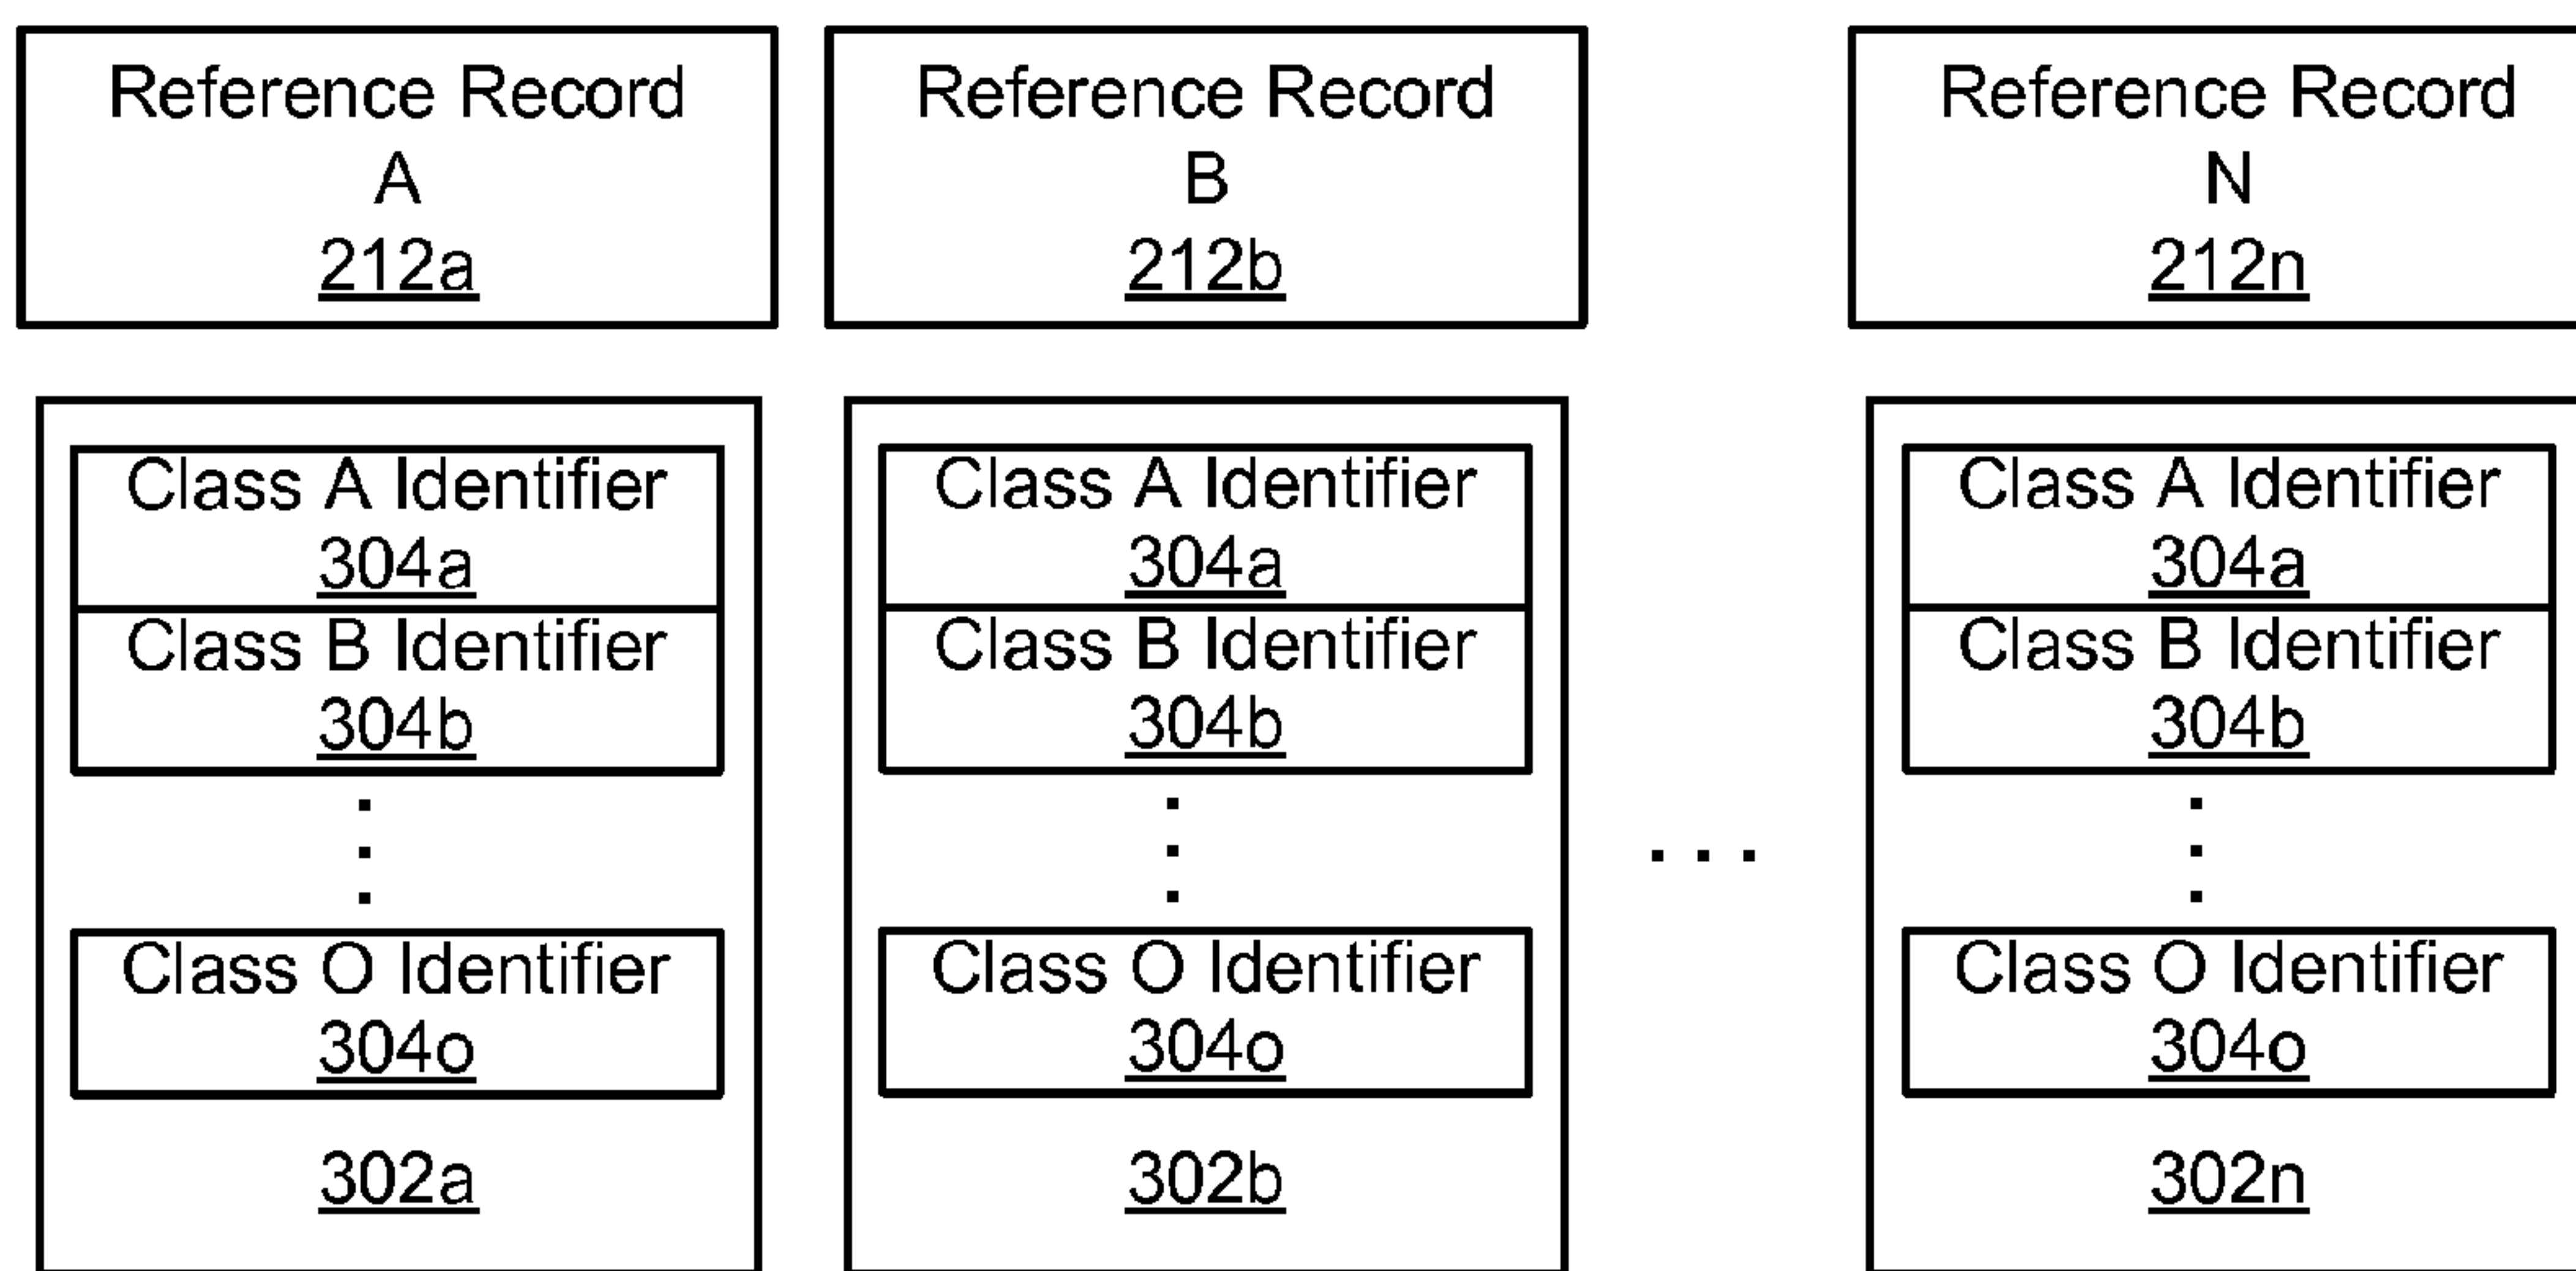 Reference Record
A
212a
Reference Record
B
212b
Reference Record
N
212n
Class A Identifier
304a
Class B Identifier
304b
Class O Identifier
304o
302a
Class A Identifier
304a
Class B Identifier
304b
Class O Identifier
304o
302b
. . .
Class A Identifier
304a
Class B Identifier
304b
Class O Identifier
304o
302n